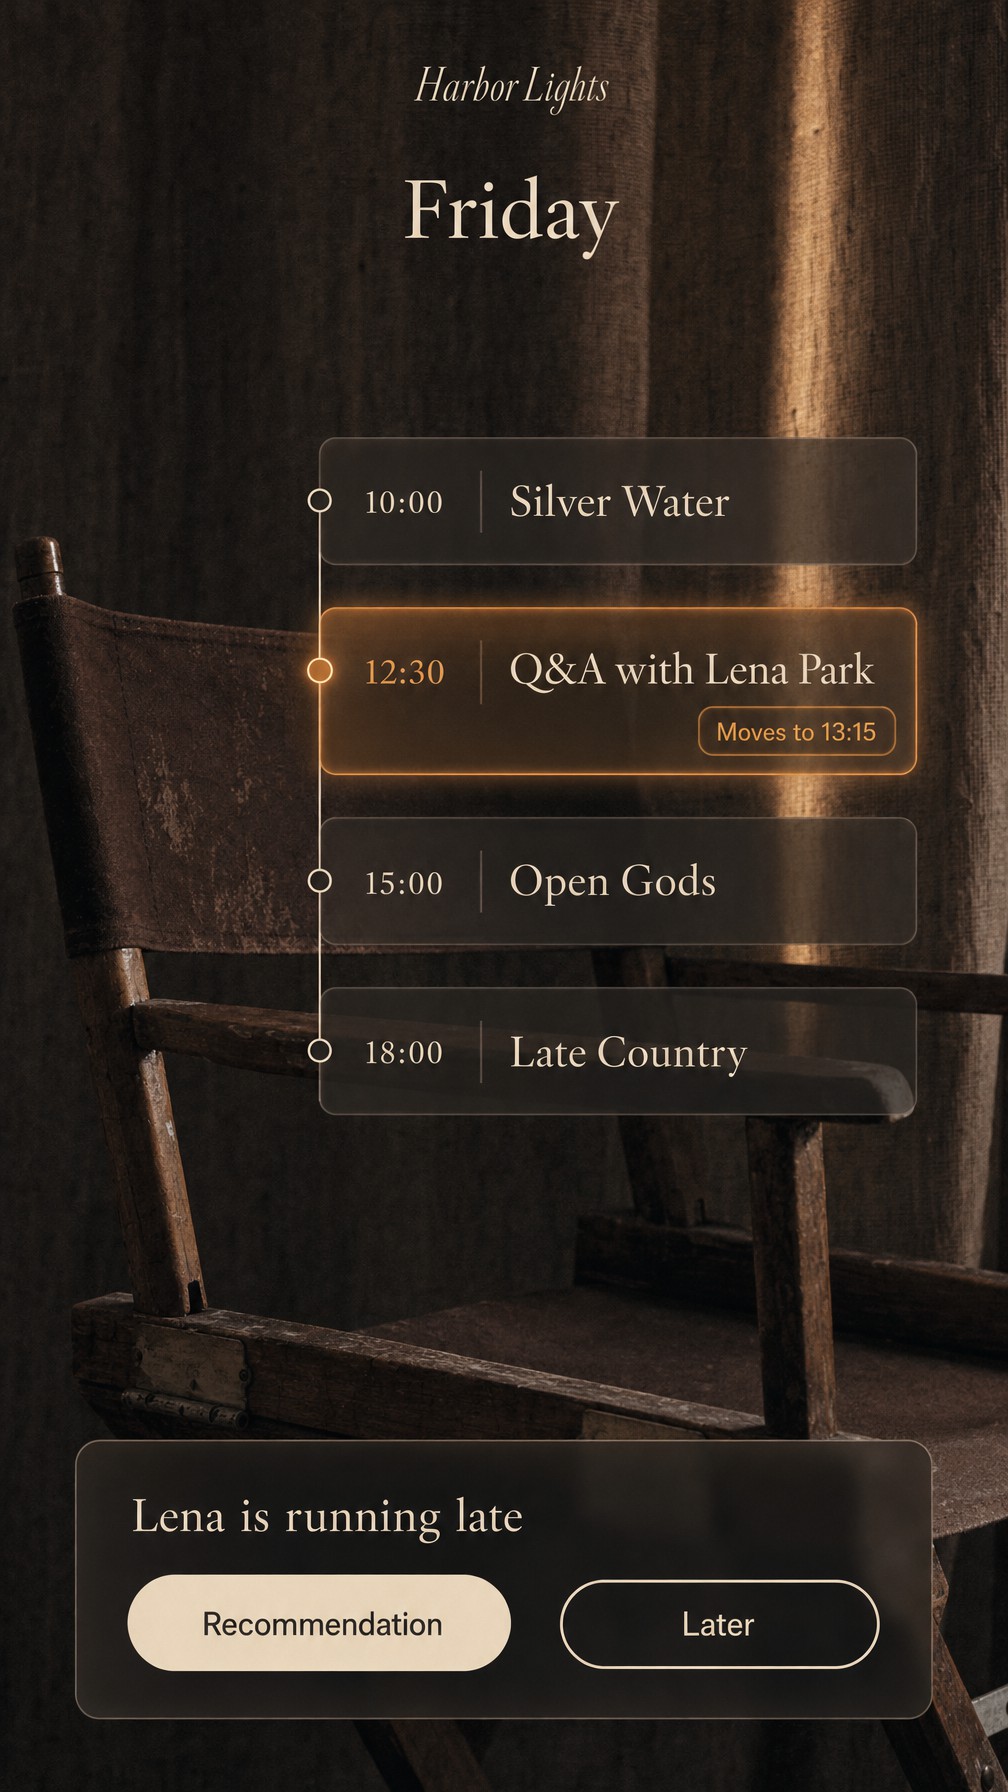 Harbor Lights
Friday
10:00 Silver Water
12:30 Q&A with Lena Park
Moves to 13:15
15:00 Open Gods
18:00 Late Country
Lena is running late
Recommendation Later